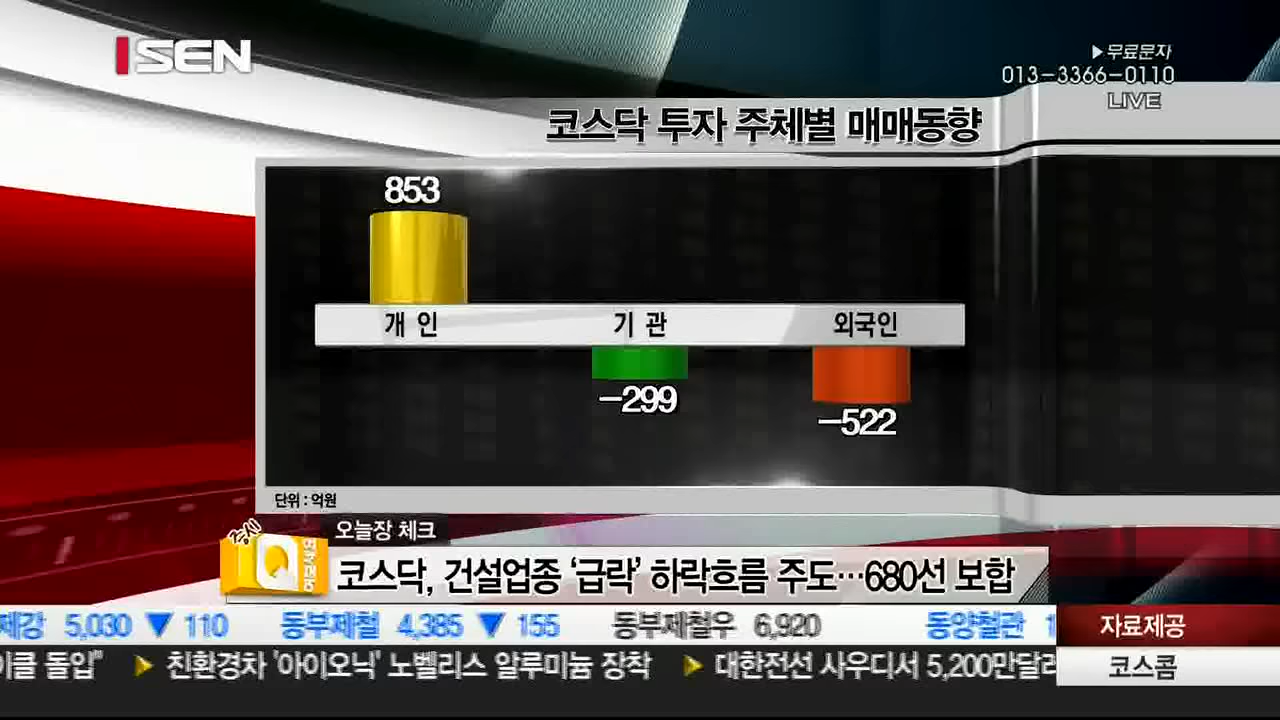 SEN
▶무료문자
013-3366-0110
LIVE
코스닥 투자 주체별 매매동향
853
개 인
기 관
외국인
-299
-522
단위 : 억원
오늘장 체크
증시
Q
코스닥, 건설업종 ‘급락’ 하락흐름 주도…680선 보합
제강 5,030 ▼ 110 동부제철 4,385 ▼ 155 동부제철우 6,920 동양철관 1
자료제공
이클 돌입" ▶ 친환경차 '아이오닉' 노벨리스 알루미늄 장착 ▶ 대한전선 사우디서 5,200만달러
코스콤